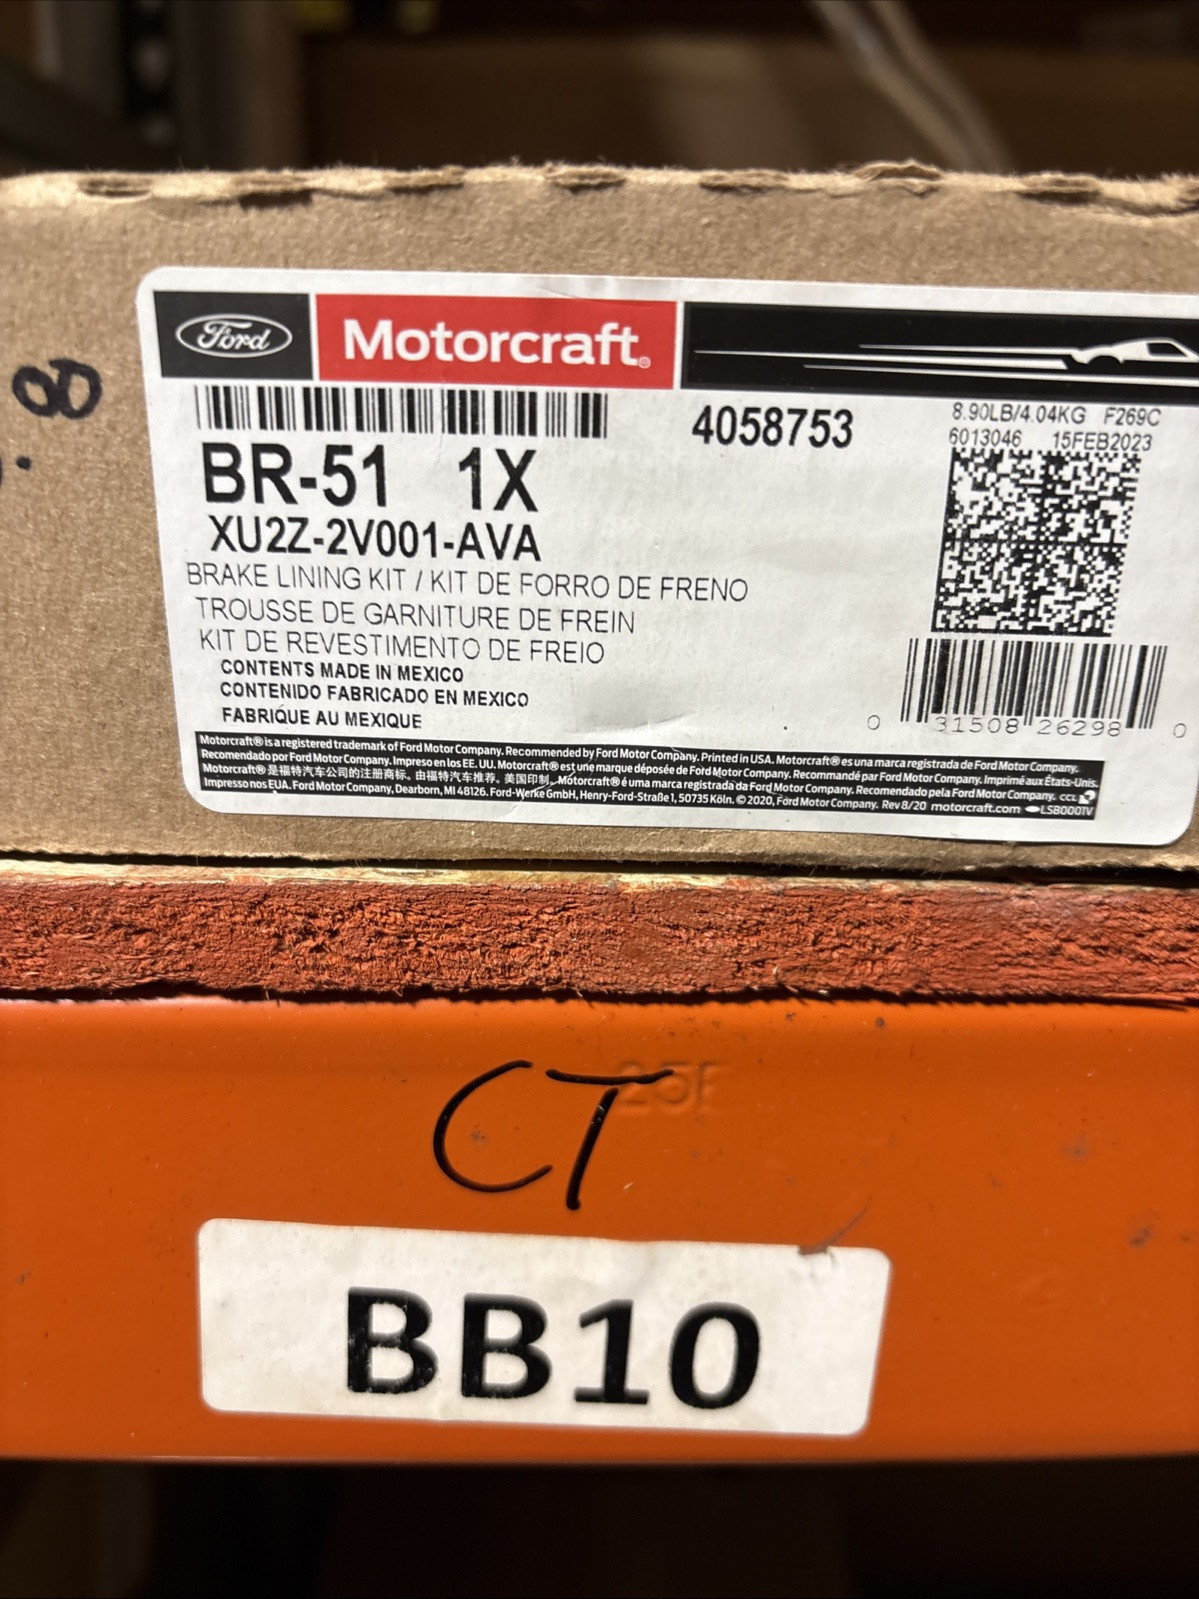 Ford Motorcraft®
00
4058753
8.90LB/4.04KG F269C
6013046 15FEB2023
BR-51 1X
XU2Z-2V001-AVA
BRAKE LINING KIT / KIT DE FORRO DE FRENO
TROUSSE DE GARNITURE DE FREIN
KIT DE REVESTIMENTO DE FREIO
CONTENTS MADE IN MEXICO
CONTENIDO FABRICADO EN MEXICO
FABRIQUE AU MEXIQUE
0 31508 26298 0
Motorcraft® is a registered trademark of Ford Motor Company. Recommended by Ford Motor Company. Printed in USA. Motorcraft® es una marca registrada de Ford Motor Company.
Recomendado por Ford Motor Company. Impreso en los EE. UU. Motorcraft® est une marque déposée de Ford Motor Company. Recommandé par Ford Motor Company. Imprimé aux États-Unis.
Motorcraft® 是福特汽车公司的注册商标。由福特汽车推荐。美国印制。Motorcraft® é uma marca registrada da Ford Motor Company. Recomendado pela Ford Motor Company. CCL
Impresso nos EUA. Ford Motor Company, Dearborn, MI 48126. Ford-Werke GmbH, Henry-Ford-Straße 1, 50735 Köln. © 2020, Ford Motor Company. Rev 8/20 motorcraft.com LSB0001V
CT
BB10